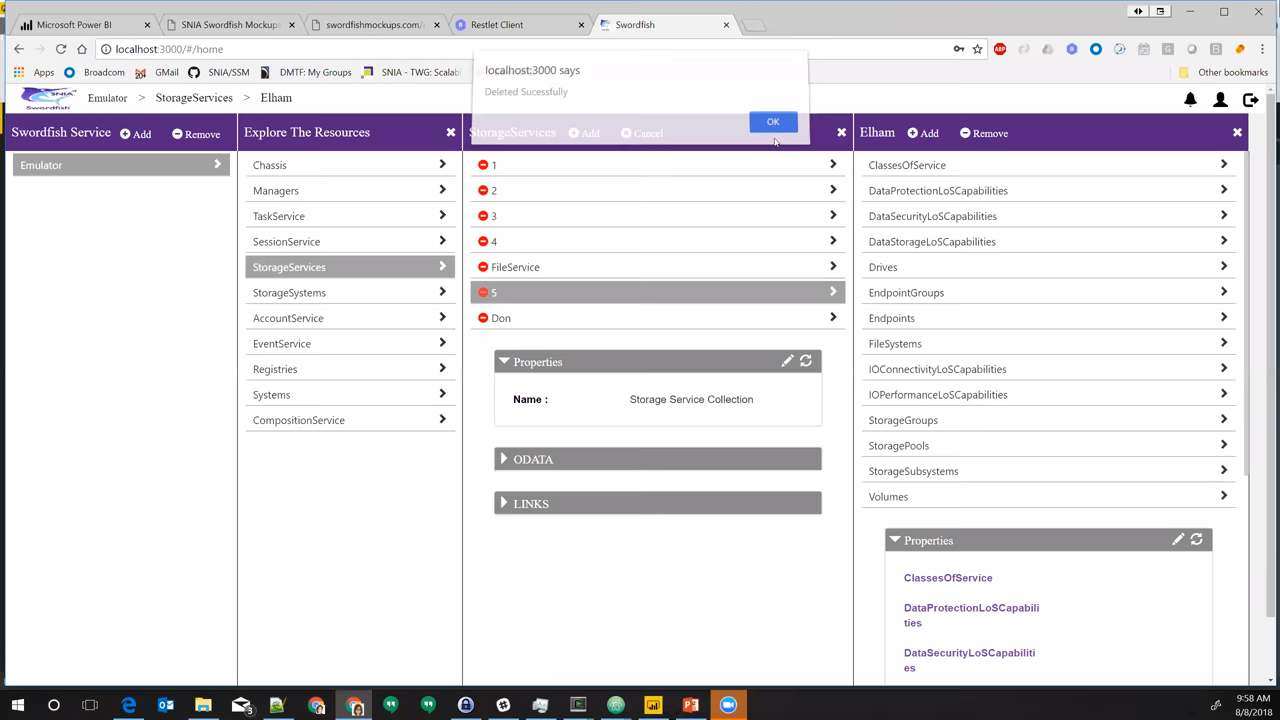 Microsoft Power BI
SNIA Swordfish Mockups
swordfishmockups.com/
Restlet Client
Swordfish
localhost:3000/#/home
ABP
Apps
Broadcom
GMail
SNIA/SSM
DMTF: My Groups
SNIA - TWG: Scalab
Other bookmarks
localhost:3000 says
Deleted Sucessfully
OK
SNIA
Swordfish
Emulator > StorageServices > Elham
Swordfish Service Add Remove
Emulator
Explore The Resources
Chassis
Managers
TaskService
SessionService
StorageServices
StorageSystems
AccountService
EventService
Registries
Systems
CompositionService
StorageServices Add Cancel
1
2
3
4
FileService
5
Don
Properties
Name : Storage Service Collection
ODATA
LINKS
Elham Add Remove
ClassesOfService
DataProtectionLoSCapabilities
DataSecurityLoSCapabilities
DataStorageLoSCapabilities
Drives
EndpointGroups
Endpoints
FileSystems
IOConnectivityLoSCapabilities
IOPerformanceLoSCapabilities
StorageGroups
StoragePools
StorageSubsystems
Volumes
Properties
ClassesOfService
DataProtectionLoSCapabili
ties
DataSecurityLoSCapabiliti
es
3
9:58 AM
8/8/2018